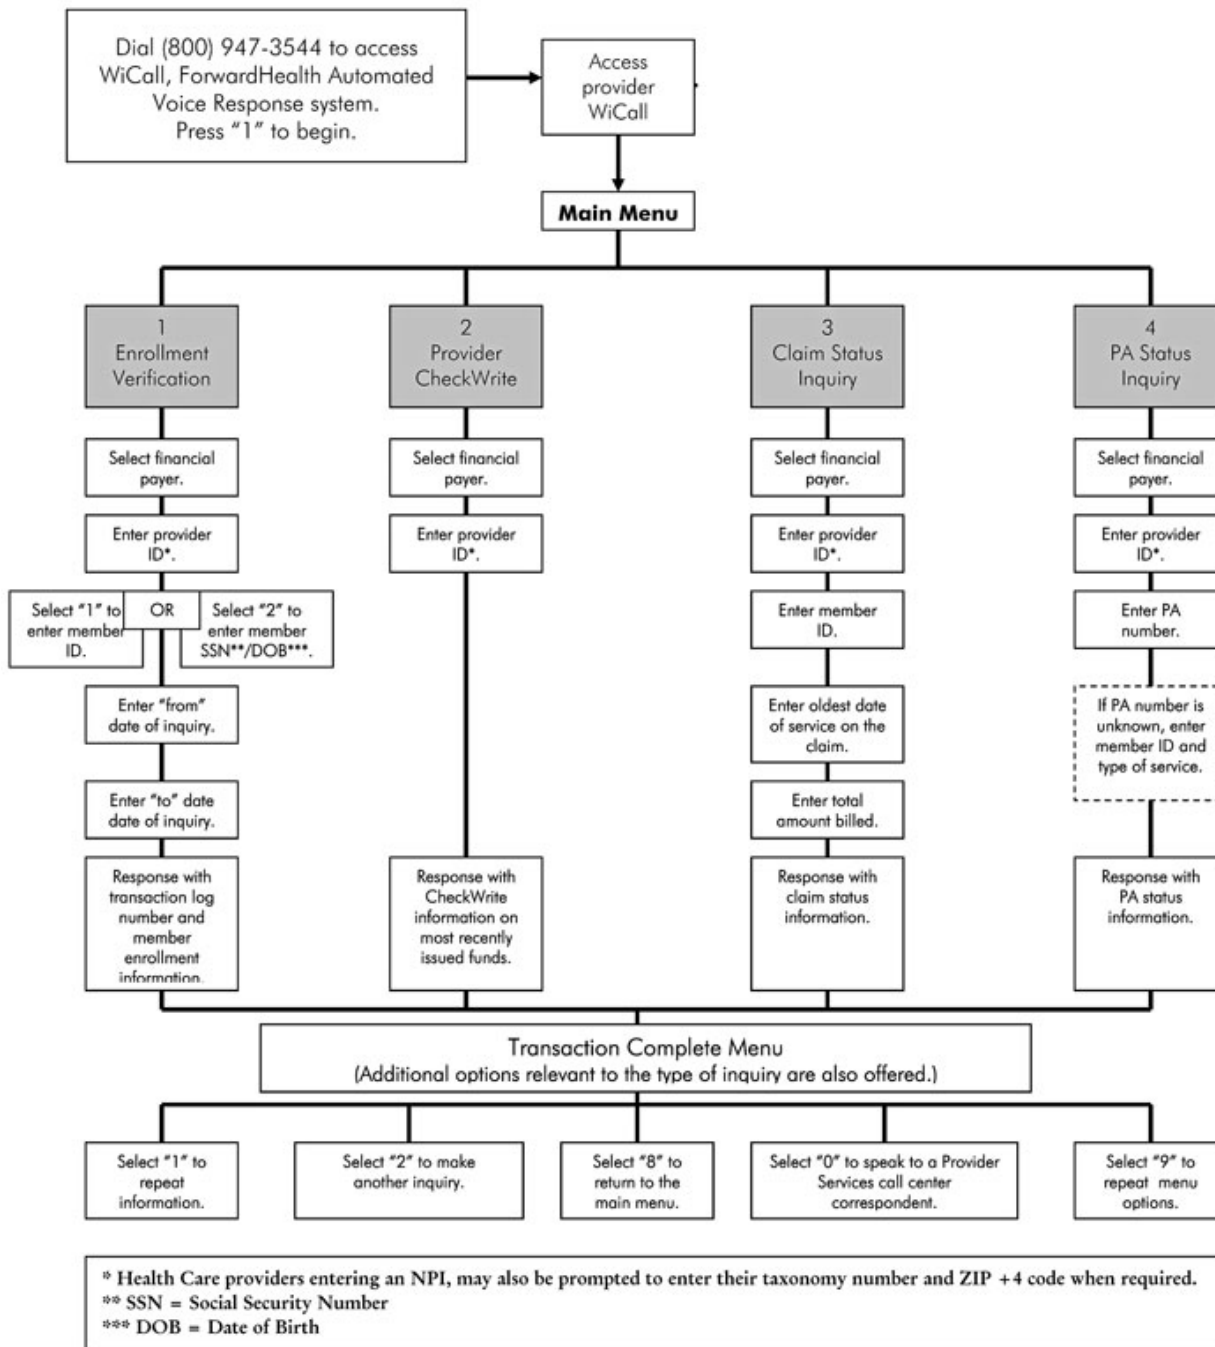 Dial (800) 947-3544 to access
WiCall, ForwardHealth Automated
Voice Response system.
Press "1" to begin.
Access
provider
WiCall
Main Menu
1
Enrollment
Verification
2
Provider
CheckWrite
3
Claim Status
Inquiry
4
PA Status
Inquiry
Select financial
payer.
Select financial
payer.
Select financial
payer.
Select financial
payer.
Enter provider
ID*.
Enter provider
ID*.
Enter provider
ID*.
Enter provider
ID*.
Select "1" to
enter member
ID.
OR
Select "2" to
enter member
SSN**/DOB***.
Enter member
ID.
Enter PA
number.
Enter "from"
date of inquiry.
Enter oldest date
of service on the
claim.
If PA number is
unknown, enter
member ID and
type of service.
Enter "to" date
date of inquiry.
Enter total
amount billed.
Response with
transaction log
number and
member
enrollment
information.
Response with
CheckWrite
information on
most recently
issued funds.
Response with
claim status
information.
Response with
PA status
information.
Transaction Complete Menu
(Additional options relevant to the type of inquiry are also offered.)
Select "1" to
repeat
information.
Select "2" to make
another inquiry.
Select "8" to
return to the
main menu.
Select "0" to speak to a Provider
Services call center
correspondent.
Select "9" to
repeat menu
options.
* Health Care providers entering an NPI, may also be prompted to enter their taxonomy number and ZIP +4 code when required.
** SSN = Social Security Number
*** DOB = Date of Birth